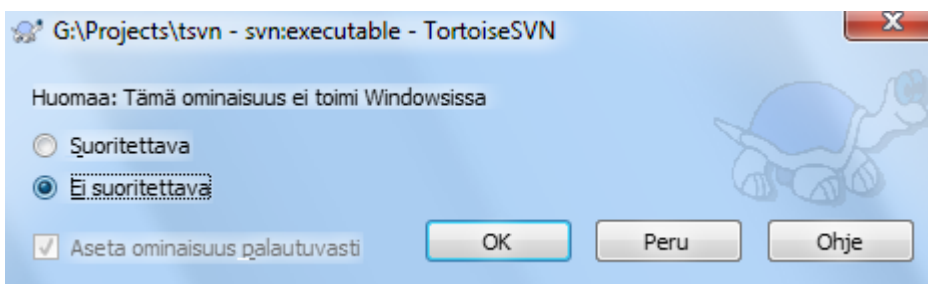 G:\Projects\tsvn - svn:executable - TortoiseSVN
Huomaa: Tämä ominaisuus ei toimi Windowsissa
Suoritettava
Ei suoritettava
Aseta ominaisuus palautuvasti
OK
Peru
Ohje